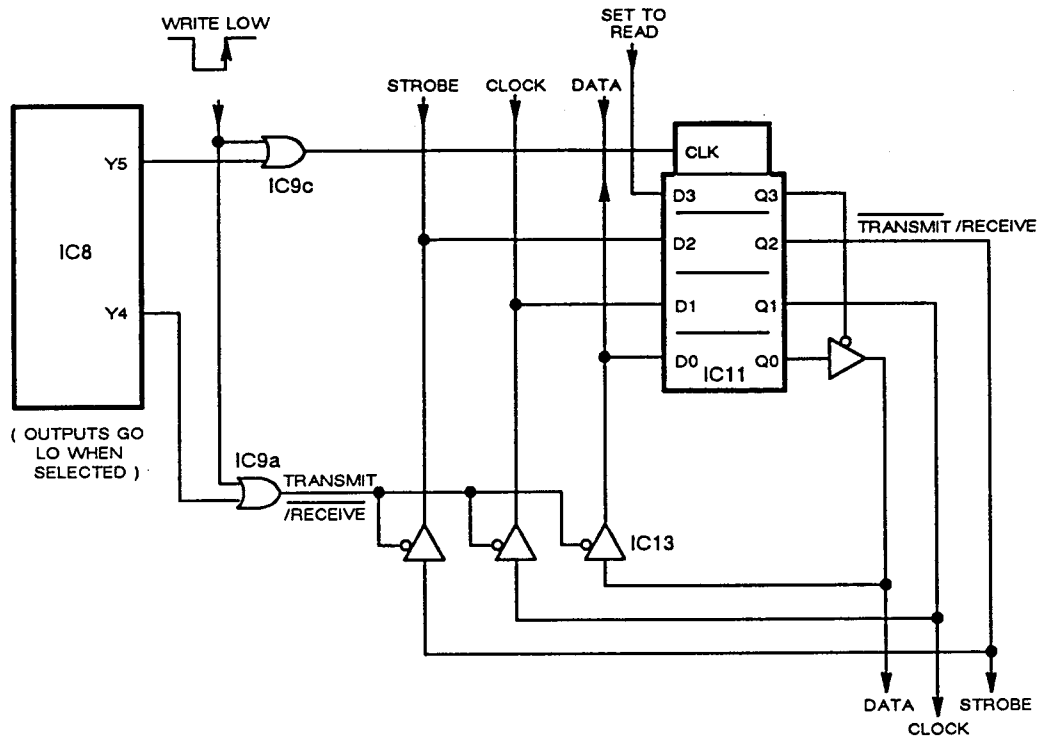 WRITE LOW
SET TO
READ
STROBE
CLOCK
DATA
Y5
IC9c
CLK
D3
Q3
TRANSMIT /RECEIVE
D2
Q2
IC8
D1
Q1
Y4
D0
Q0
IC11
( OUTPUTS GO
LO WHEN
SELECTED )
IC9a
TRANSMIT
/RECEIVE
IC13
DATA
STROBE
CLOCK